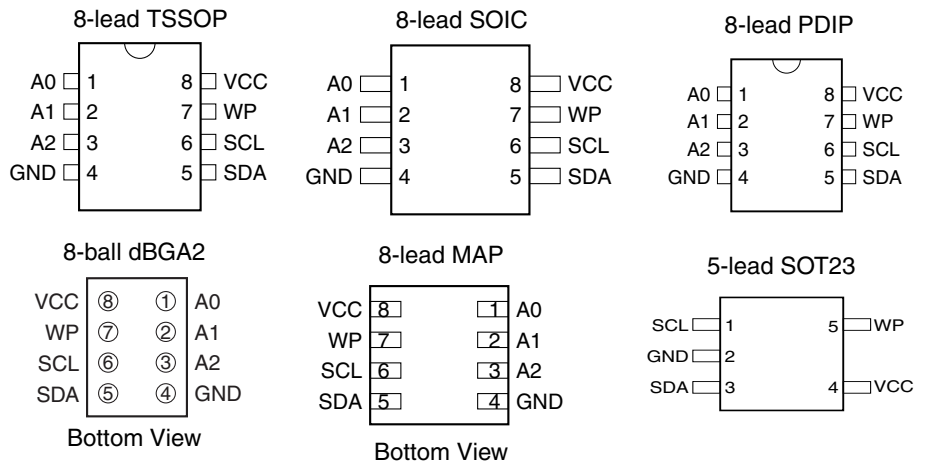 8-lead TSSOP
A0 1 8 VCC
A1 2 7 WP
A2 3 6 SCL
GND 4 5 SDA
8-lead SOIC
A0 1 8 VCC
A1 2 7 WP
A2 3 6 SCL
GND 4 5 SDA
8-lead PDIP
A0 1 8 VCC
A1 2 7 WP
A2 3 6 SCL
GND 4 5 SDA
8-ball dBGA2
VCC 8 1 A0
WP 7 2 A1
SCL 6 3 A2
SDA 5 4 GND
Bottom View
8-lead MAP
VCC 8 1 A0
WP 7 2 A1
SCL 6 3 A2
SDA 5 4 GND
Bottom View
5-lead SOT23
SCL 1 5 WP
GND 2
SDA 3 4 VCC